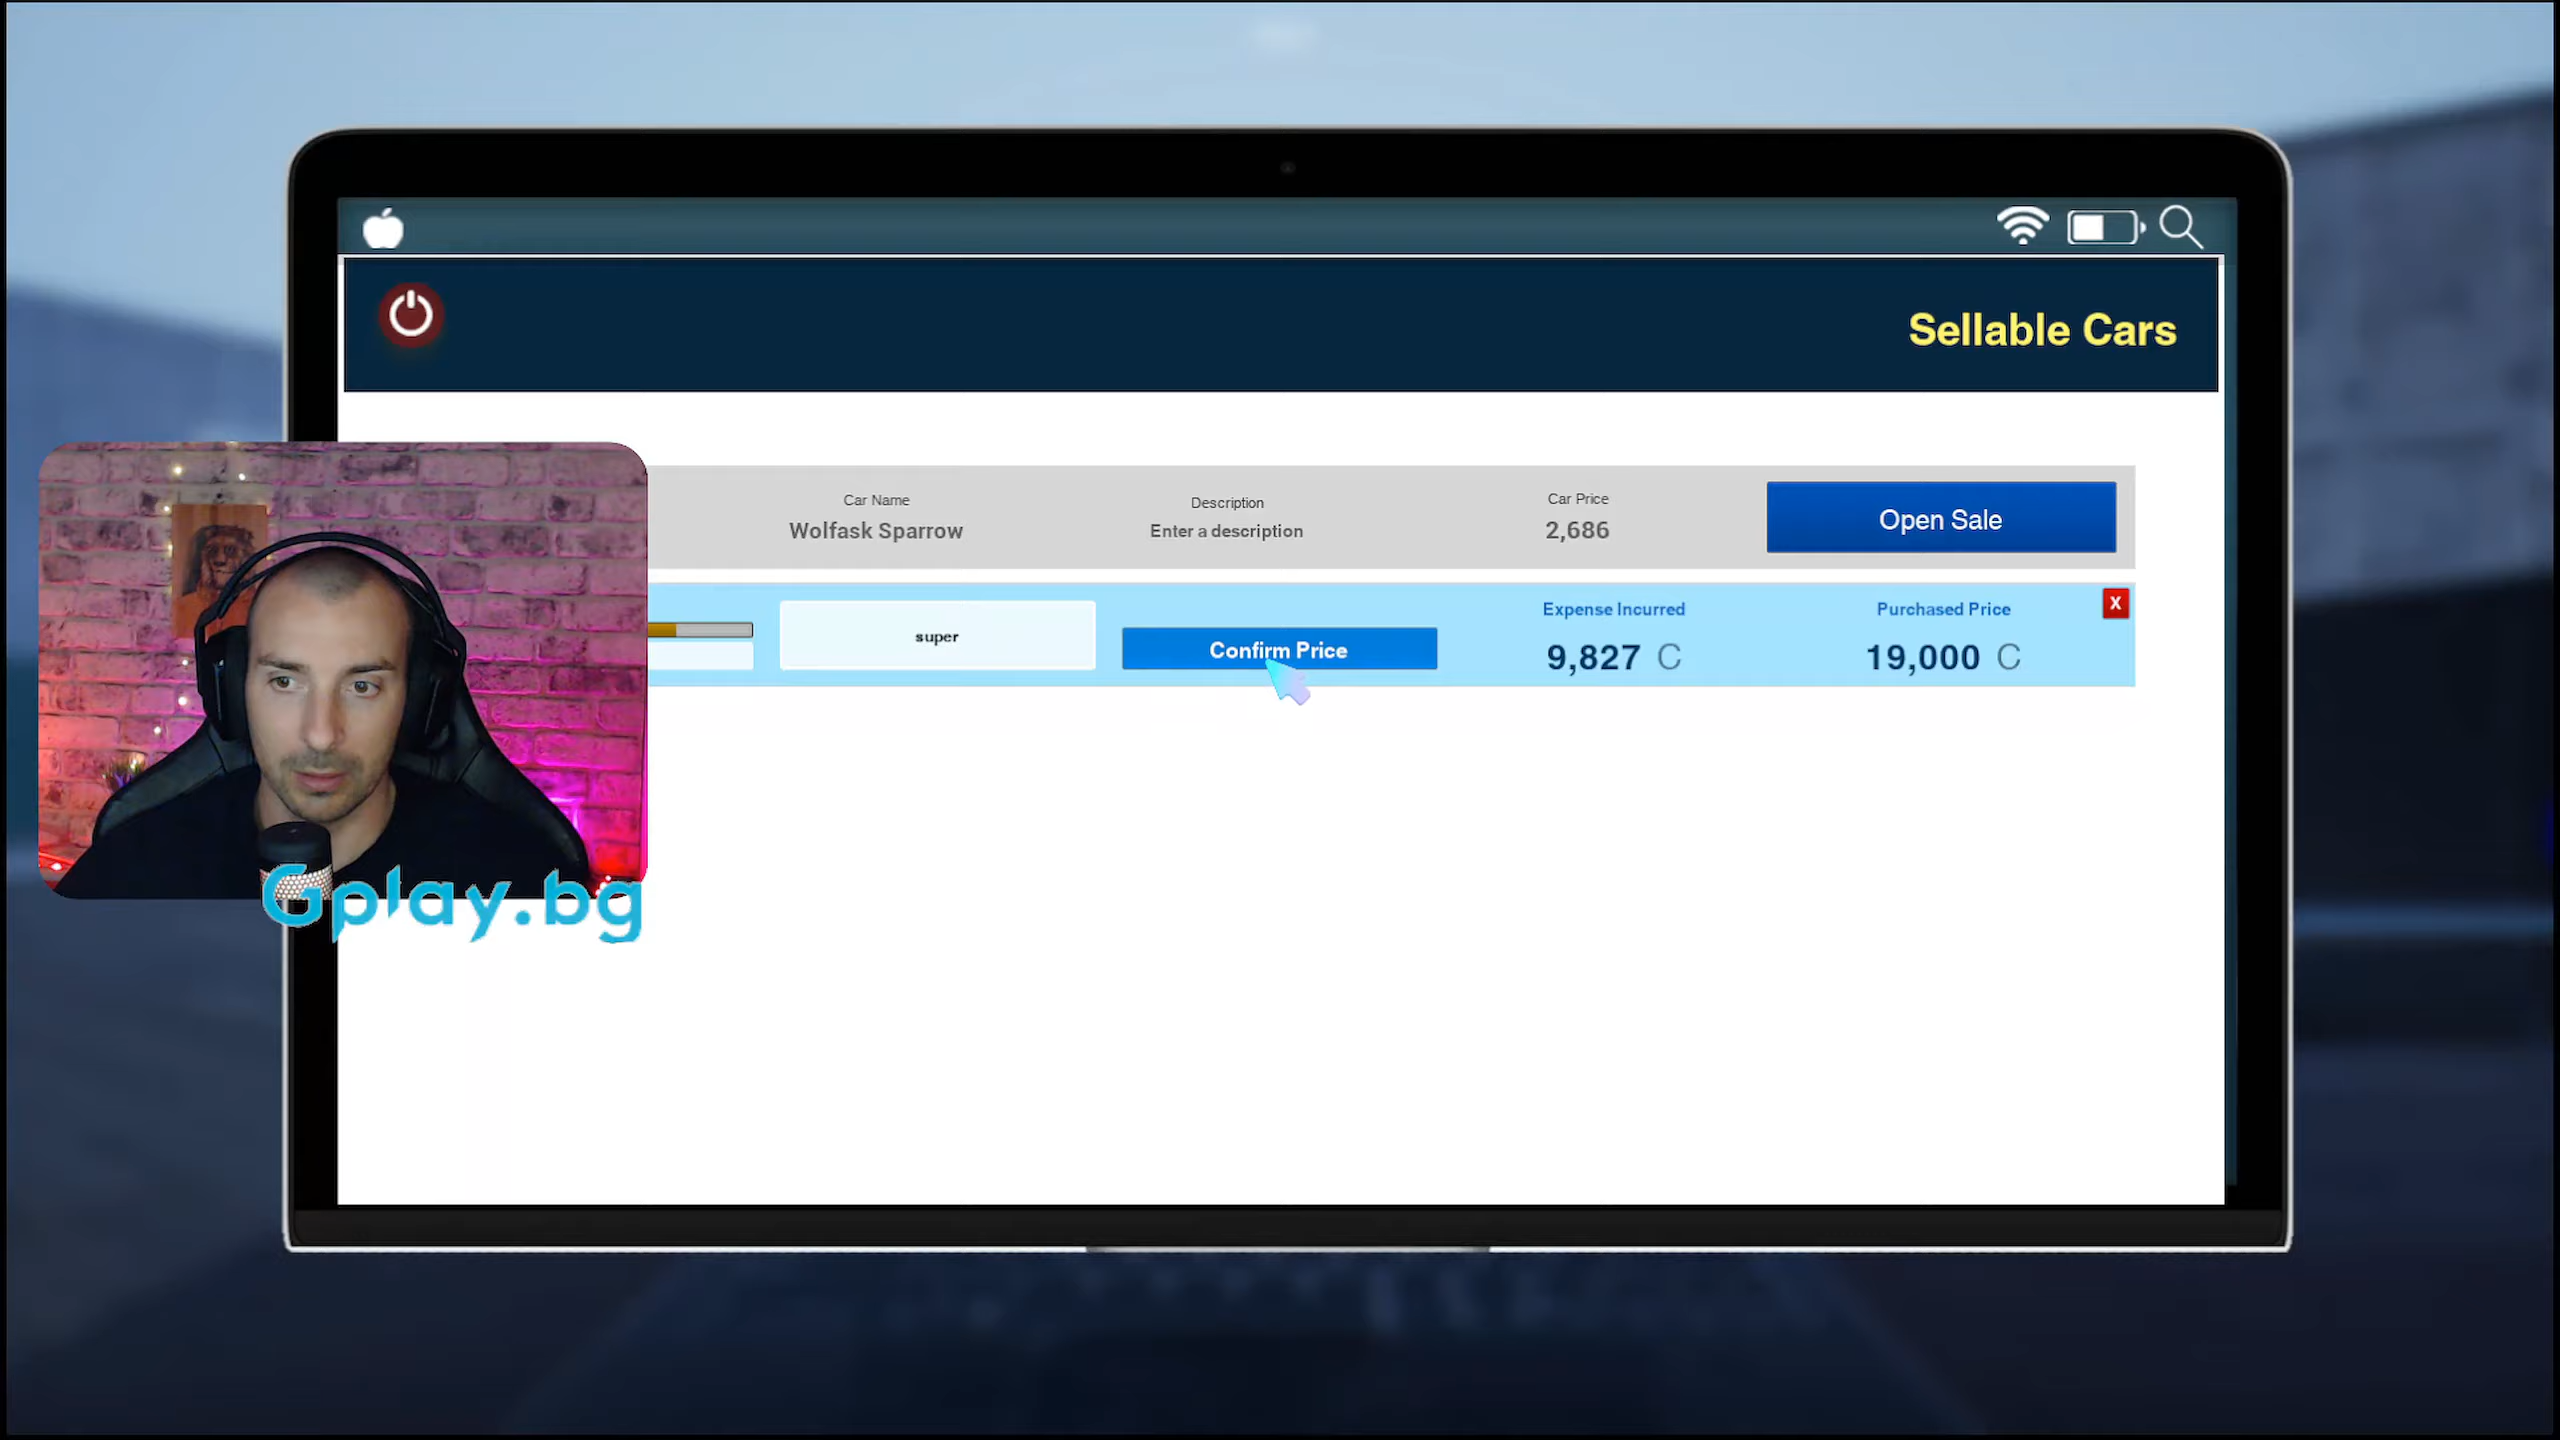 Sellable Cars
Car Name
Wolfask Sparrow
Description
Enter a description
Car Price
2,686
Open Sale
super
Confirm Price
Expense Incurred
9,827 C
Purchased Price
19,000 C
X
Gplay.bg